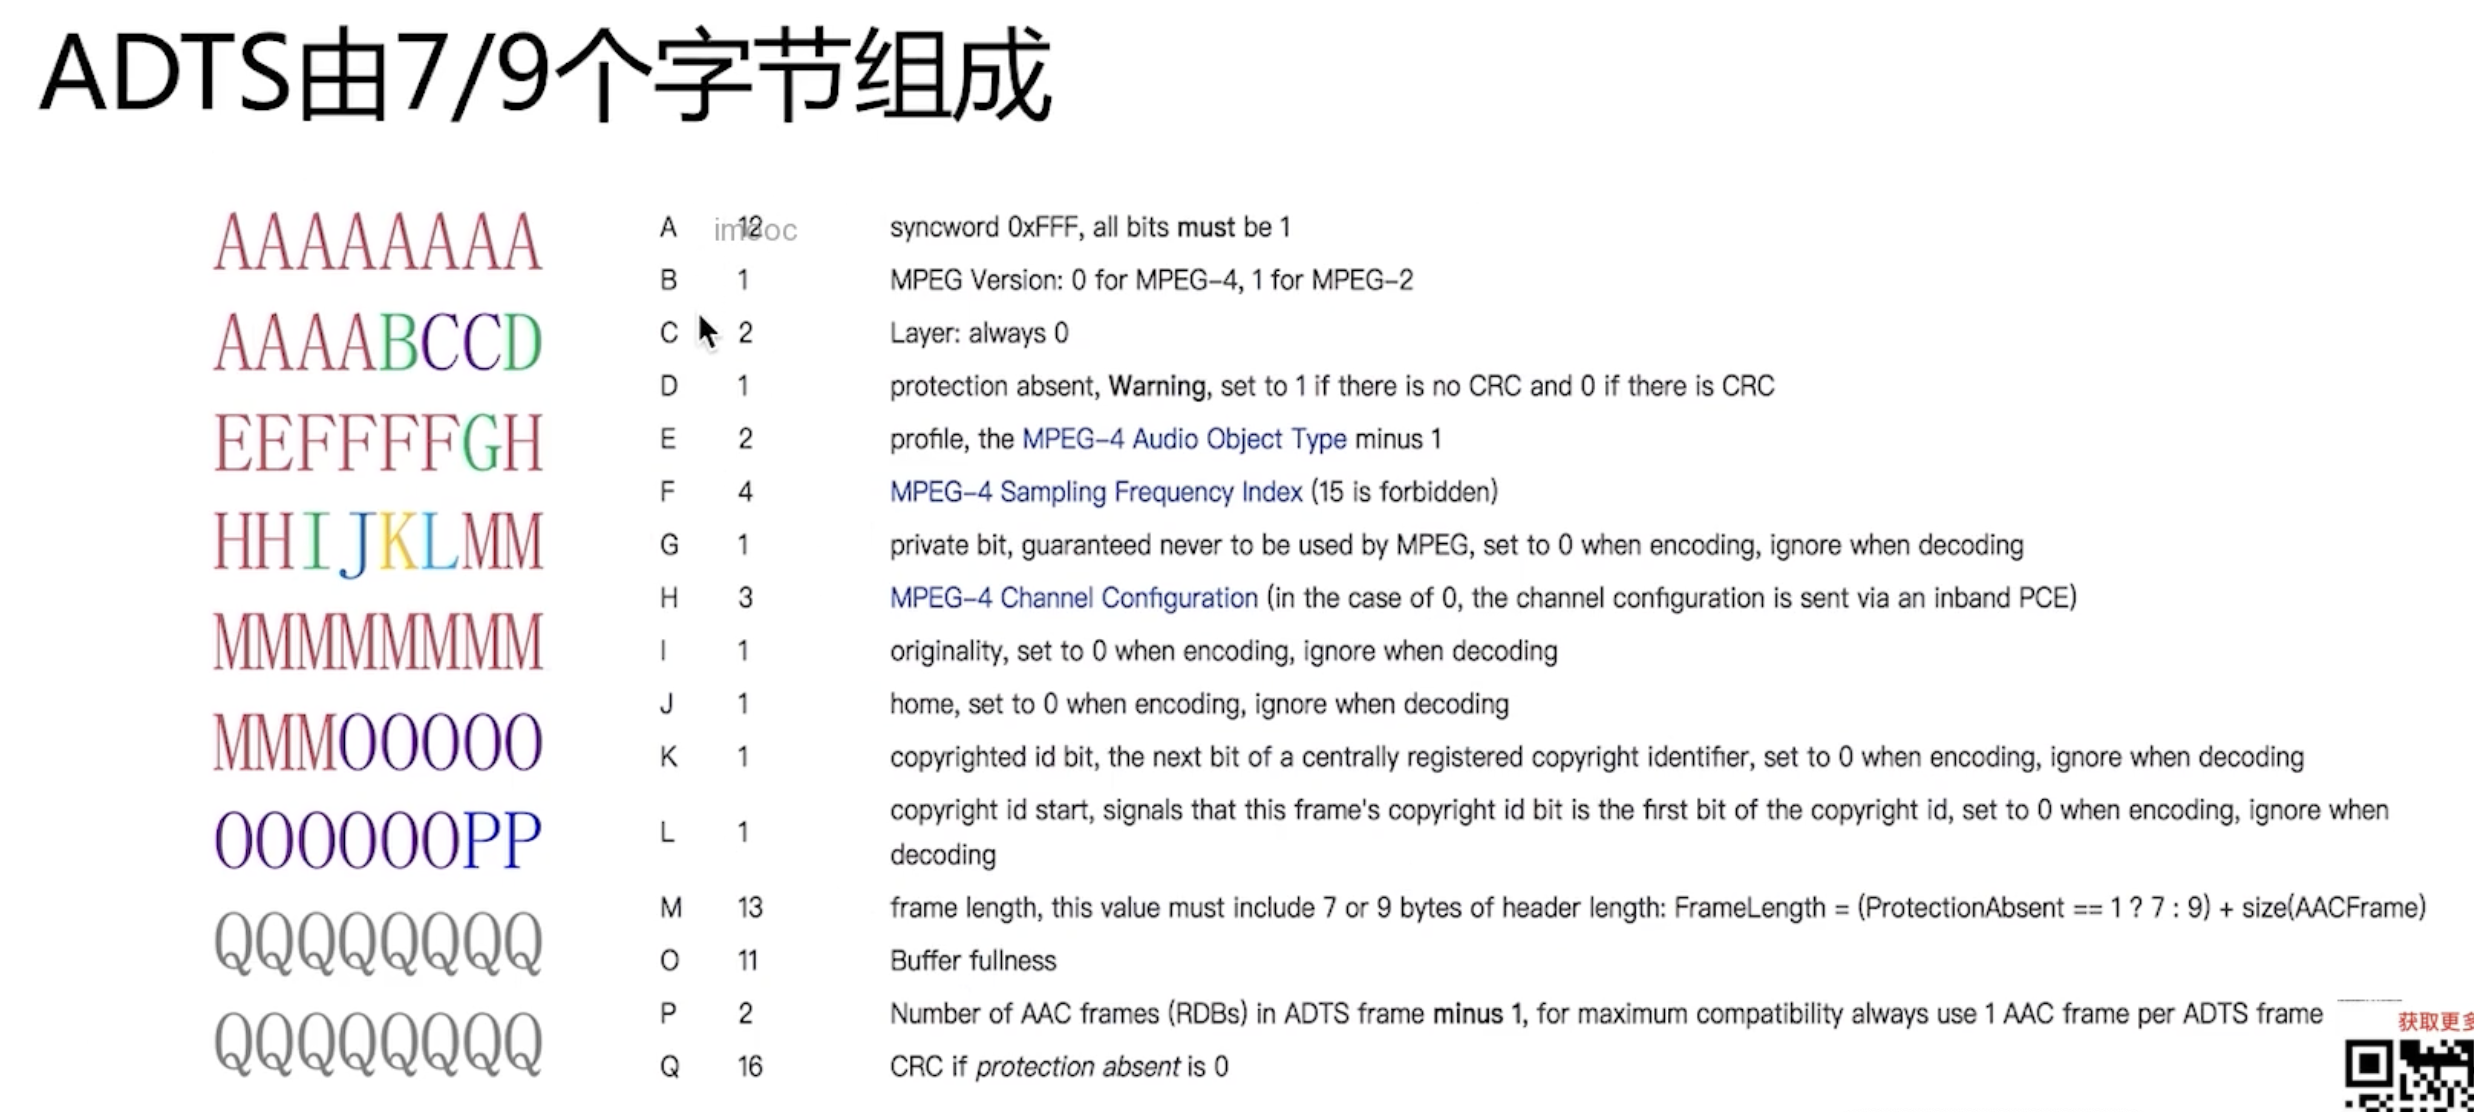 ADTS由7/9个字节组成
AAAAAAAA
AAAABCCD
EEFFFFGH
HHIJKLMM
MMMMMMMM
MMMOOOOO
OOOOOOPP
QQQQQQQQ
QQQQQQQQ
A 12 syncword 0xFFF, all bits must be 1
imooc
B 1 MPEG Version: 0 for MPEG-4, 1 for MPEG-2
C 2 Layer: always 0
D 1 protection absent, Warning, set to 1 if there is no CRC and 0 if there is CRC
E 2 profile, the MPEG-4 Audio Object Type minus 1
F 4 MPEG-4 Sampling Frequency Index (15 is forbidden)
G 1 private bit, guaranteed never to be used by MPEG, set to 0 when encoding, ignore when decoding
H 3 MPEG-4 Channel Configuration (in the case of 0, the channel configuration is sent via an inband PCE)
I 1 originality, set to 0 when encoding, ignore when decoding
J 1 home, set to 0 when encoding, ignore when decoding
K 1 copyrighted id bit, the next bit of a centrally registered copyright identifier, set to 0 when encoding, ignore when decoding
L 1 copyright id start, signals that this frame's copyright id bit is the first bit of the copyright id, set to 0 when encoding, ignore when
decoding
M 13 frame length, this value must include 7 or 9 bytes of header length: FrameLength = (ProtectionAbsent == 1 ? 7 : 9) + size(AACFrame)
O 11 Buffer fullness
P 2 Number of AAC frames (RDBs) in ADTS frame minus 1, for maximum compatibility always use 1 AAC frame per ADTS frame
Q 16 CRC if protection absent is 0
获取更多